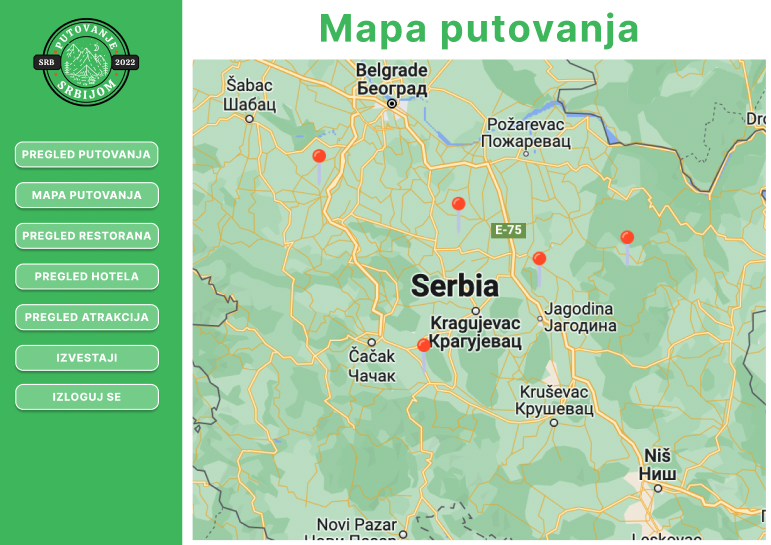 PUTOVANJE
SRB
2022
SRBIJOM
PREGLED PUTOVANJA
MAPA PUTOVANJA
PREGLED RESTORANA
PREGLED HOTELA
PREGLED ATRAKCIJA
IZVESTAJI
IZLOGUJ SE
Mapa putovanja
Belgrade
Београд
Šabac
Шабац
Požarevac
Пожаревац
E-75
Serbia
Kragujevac
Крагујевац
Jagodina
Јагодина
Čačak
Чачак
Kruševac
Крушевац
Niš
Ниш
Novi Pazar
Нови Пазар
Leskovac